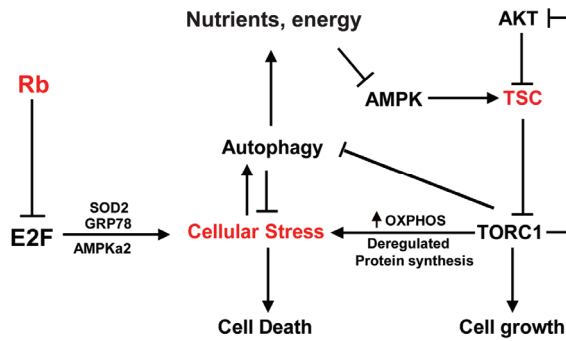 Nutrients, energy
AKT
Rb
AMPK
TSC
Autophagy
SOD2
GRP78
OXPHOS
E2F
Cellular Stress
TORC1
AMPKa2
Deregulated
Protein synthesis
Cell Death
Cell growth